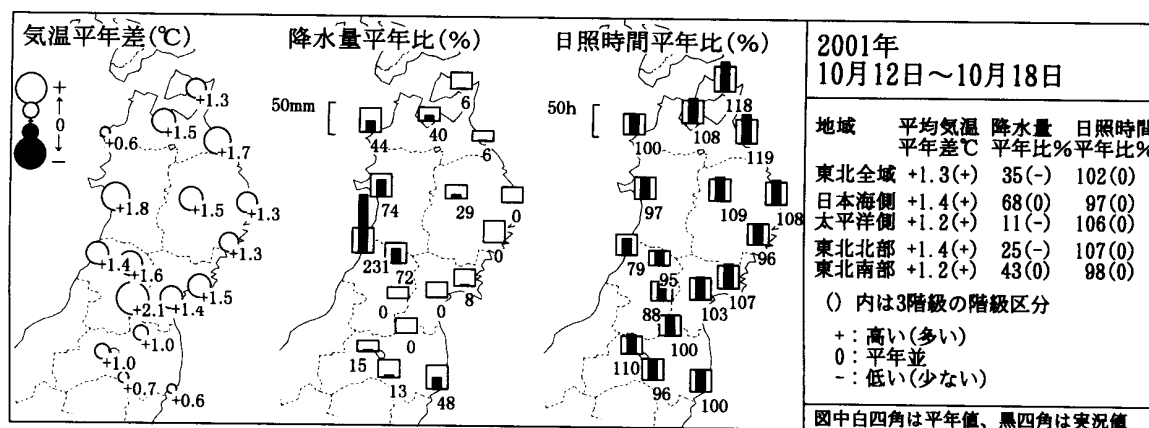 気温平年差(℃)
+
↑
0
↓
−
+1.3
+1.5
+0.6
+1.7
+1.8
+1.5
+1.3
+1.3
+1.4
+1.6
+1.5
+2.1
+1.4
+1.0
+1.0
+0.7
+0.6
降水量平年比(%)
50mm
6
40
44
6
74
29
0
231
0
72
8
0
0
0
15
13
48
日照時間平年比(%)
50h
118
108
100
119
97
109
108
96
79
95
107
88
103
100
110
96
100
2001年
10月12日～10月18日
地域 平均気温 降水量 日照時間
平年差℃ 平年比% 平年比%
東北全域 +1.3(+) 35(-) 102(0)
日本海側 +1.4(+) 68(0) 97(0)
太平洋側 +1.2(+) 11(-) 106(0)
東北北部 +1.4(+) 25(-) 107(0)
東北南部 +1.2(+) 43(0) 98(0)
() 内は3階級の階級区分
+：高い(多い)
0：平年並
-：低い(少ない)
図中白四角は平年値、黒四角は実況値